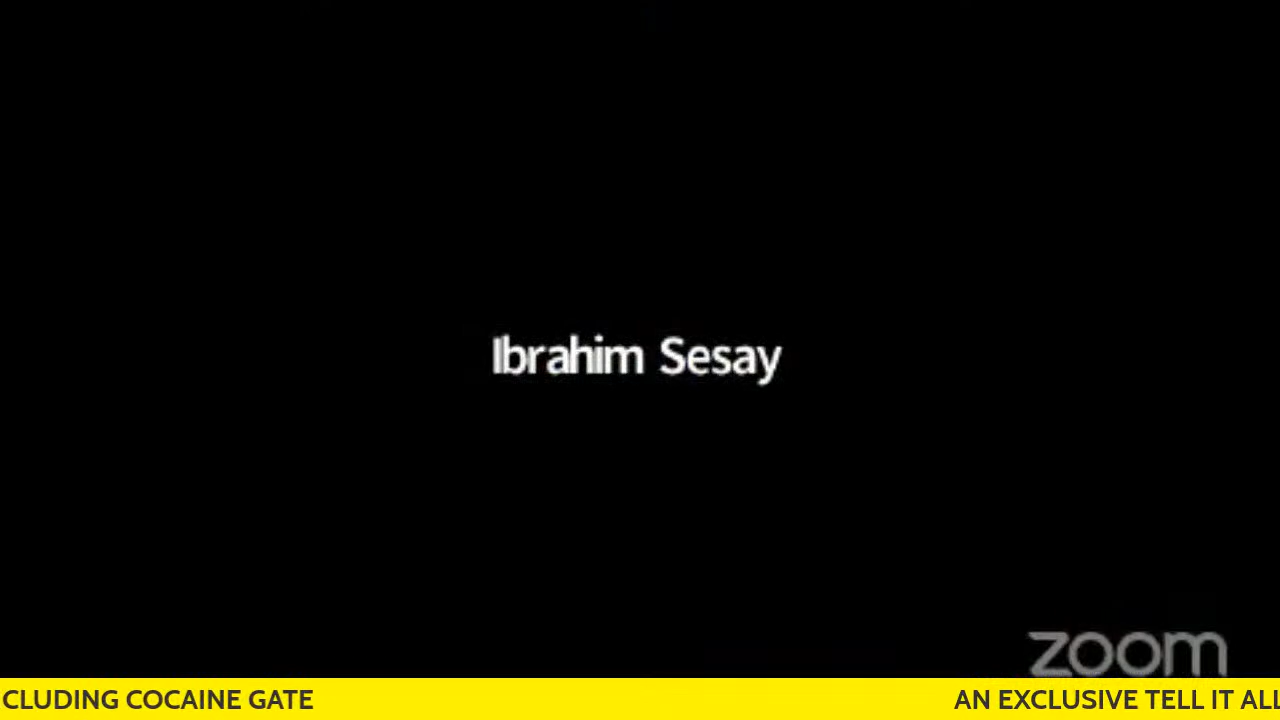 Ibrahim Sesay
zoom
CLUDING COCAINE GATE
AN EXCLUSIVE TELL IT ALL